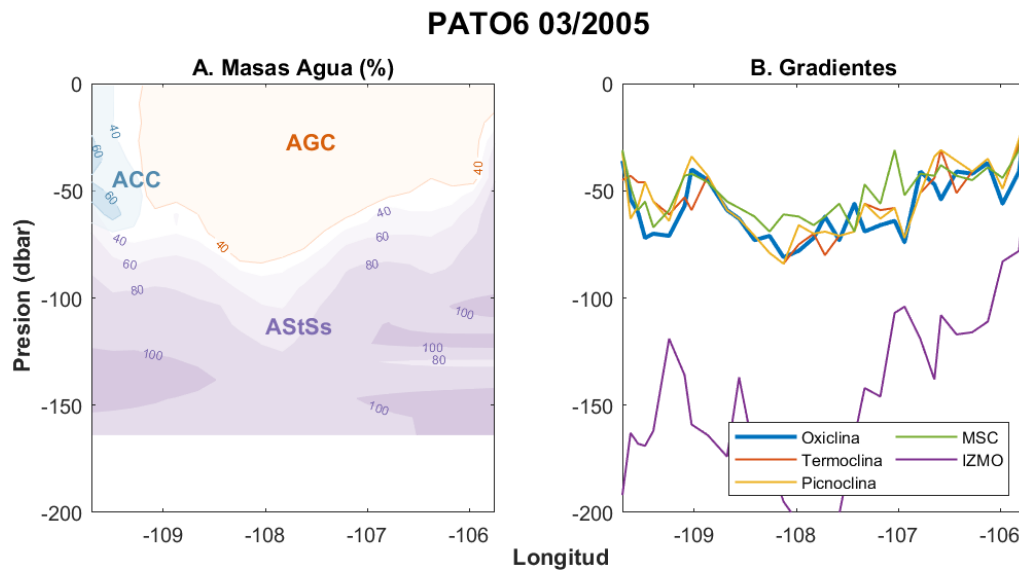 PATO6 03/2005
A. Masas Agua (%)
B. Gradientes
Presion (dbar)
0
-50
-100
-150
-200
-109
-108
-107
-106
AGC
ACC
AStSs
40
60
60
40
40
40
40
60
80
40
60
80
100
100
80
100
100
0
-50
-100
-150
-200
-109
-108
-107
-106
Oxiclina
Termoclina
Picnoclina
MSC
IZMO
Longitud